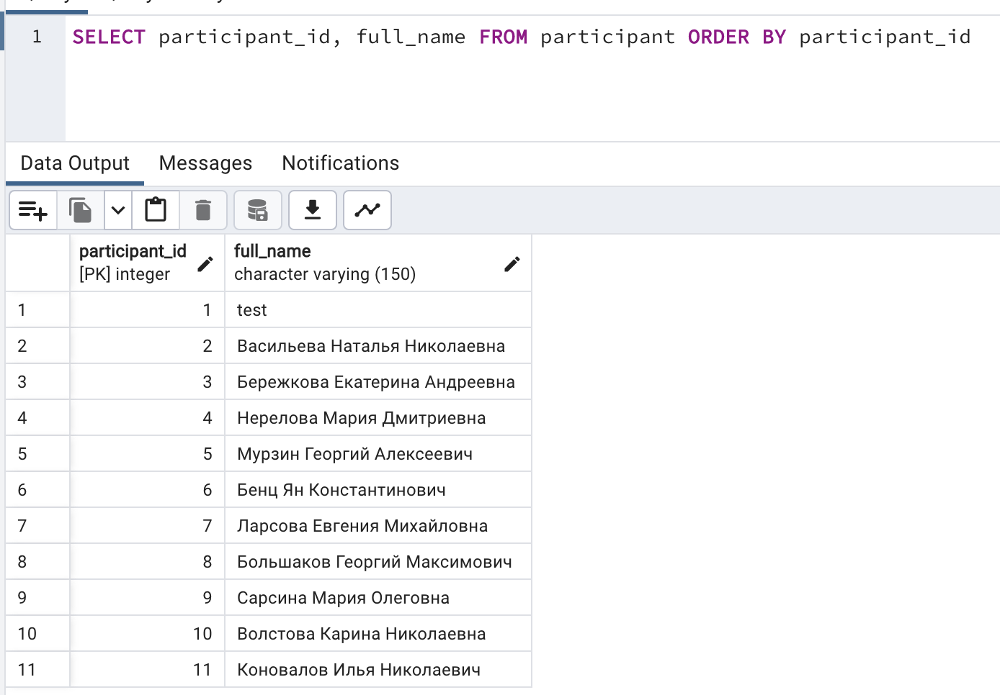 1 SELECT participant_id, full_name FROM participant ORDER BY participant_id
Data Output Messages Notifications
participant_id full_name
[PK] integer character varying (150)
1 1 test
2 2 Васильева Наталья Николаевна
3 3 Бережкова Екатерина Андреевна
4 4 Нерелова Мария Дмитриевна
5 5 Мурзин Георгий Алексеевич
6 6 Бенц Ян Константинович
7 7 Ларсова Евгения Михайловна
8 8 Большаков Георгий Максимович
9 9 Сарсина Мария Олеговна
10 10 Волстова Карина Николаевна
11 11 Коновалов Илья Николаевич